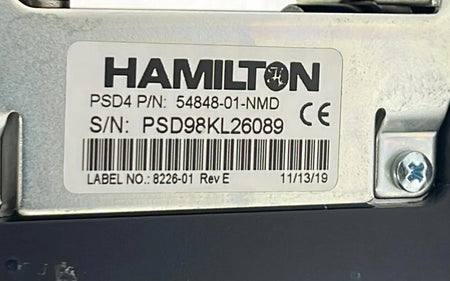 HAMILTON
PSD4 P/N: 54848-01-NMD
CE
S/N: PSD98KL26089
LABEL NO.: 8226-01 Rev E 11/13/19